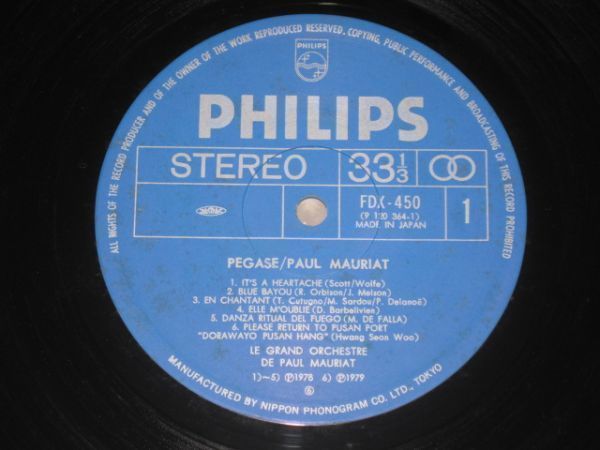 ALL RIGHTS OF THE RECORD PRODUCER AND OF THE OWNER OF THE WORK REPRODUCED RESERVED. COPYING, PUBLIC PERFORMANCE AND BROADCASTING OF THIS RECORD PROHIBITED
PHILIPS
PHILIPS
STEREO 33 1/3
FDX-450
(9 120 364-1)
MADE IN JAPAN
1
PEGASE/PAUL MAURIAT
1. IT'S A HEARTACHE (Scott/Wolfe)
2. BLUE BAYOU (R. Orbison/J. Melson)
3. EN CHANTANT (T. Cutugno/M. Sardou/P. Delanoë)
4. ELLE M'OUBLIE (D. Barbelivien)
5. DANZA RITUAL DEL FUEGO (M. DE FALLA)
6. PLEASE RETURN TO PUSAN PORT
"DORAWAYO PUSAN HANG" (Hwang Seon Woo)
LE GRAND ORCHESTRE
DE PAUL MAURIAT
1)~5) Ⓟ1978 6) Ⓟ1979
MANUFACTURED BY NIPPON PHONOGRAM CO. LTD., TOKYO